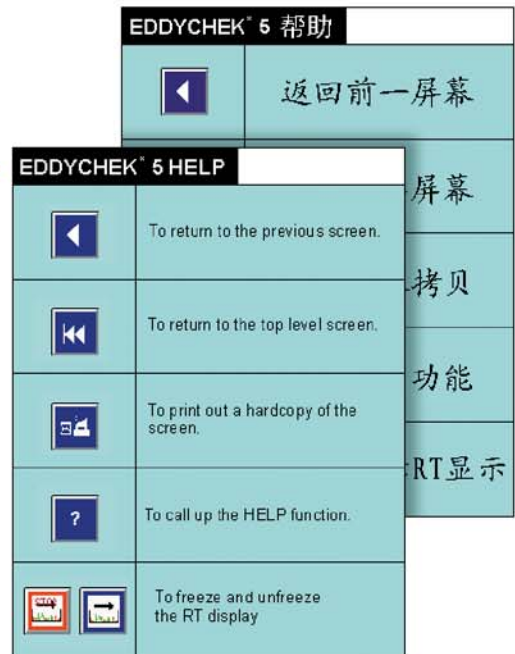 EDDYCHEK* 5 帮助
返回前一屏幕
屏幕
拷贝
功能
RT显示
EDDYCHEK* 5 HELP
To return to the previous screen.
To return to the top level screen.
To print out a hardcopy of the
screen.
?
To call up the HELP function.
STOP
To freeze and unfreeze
the RT display